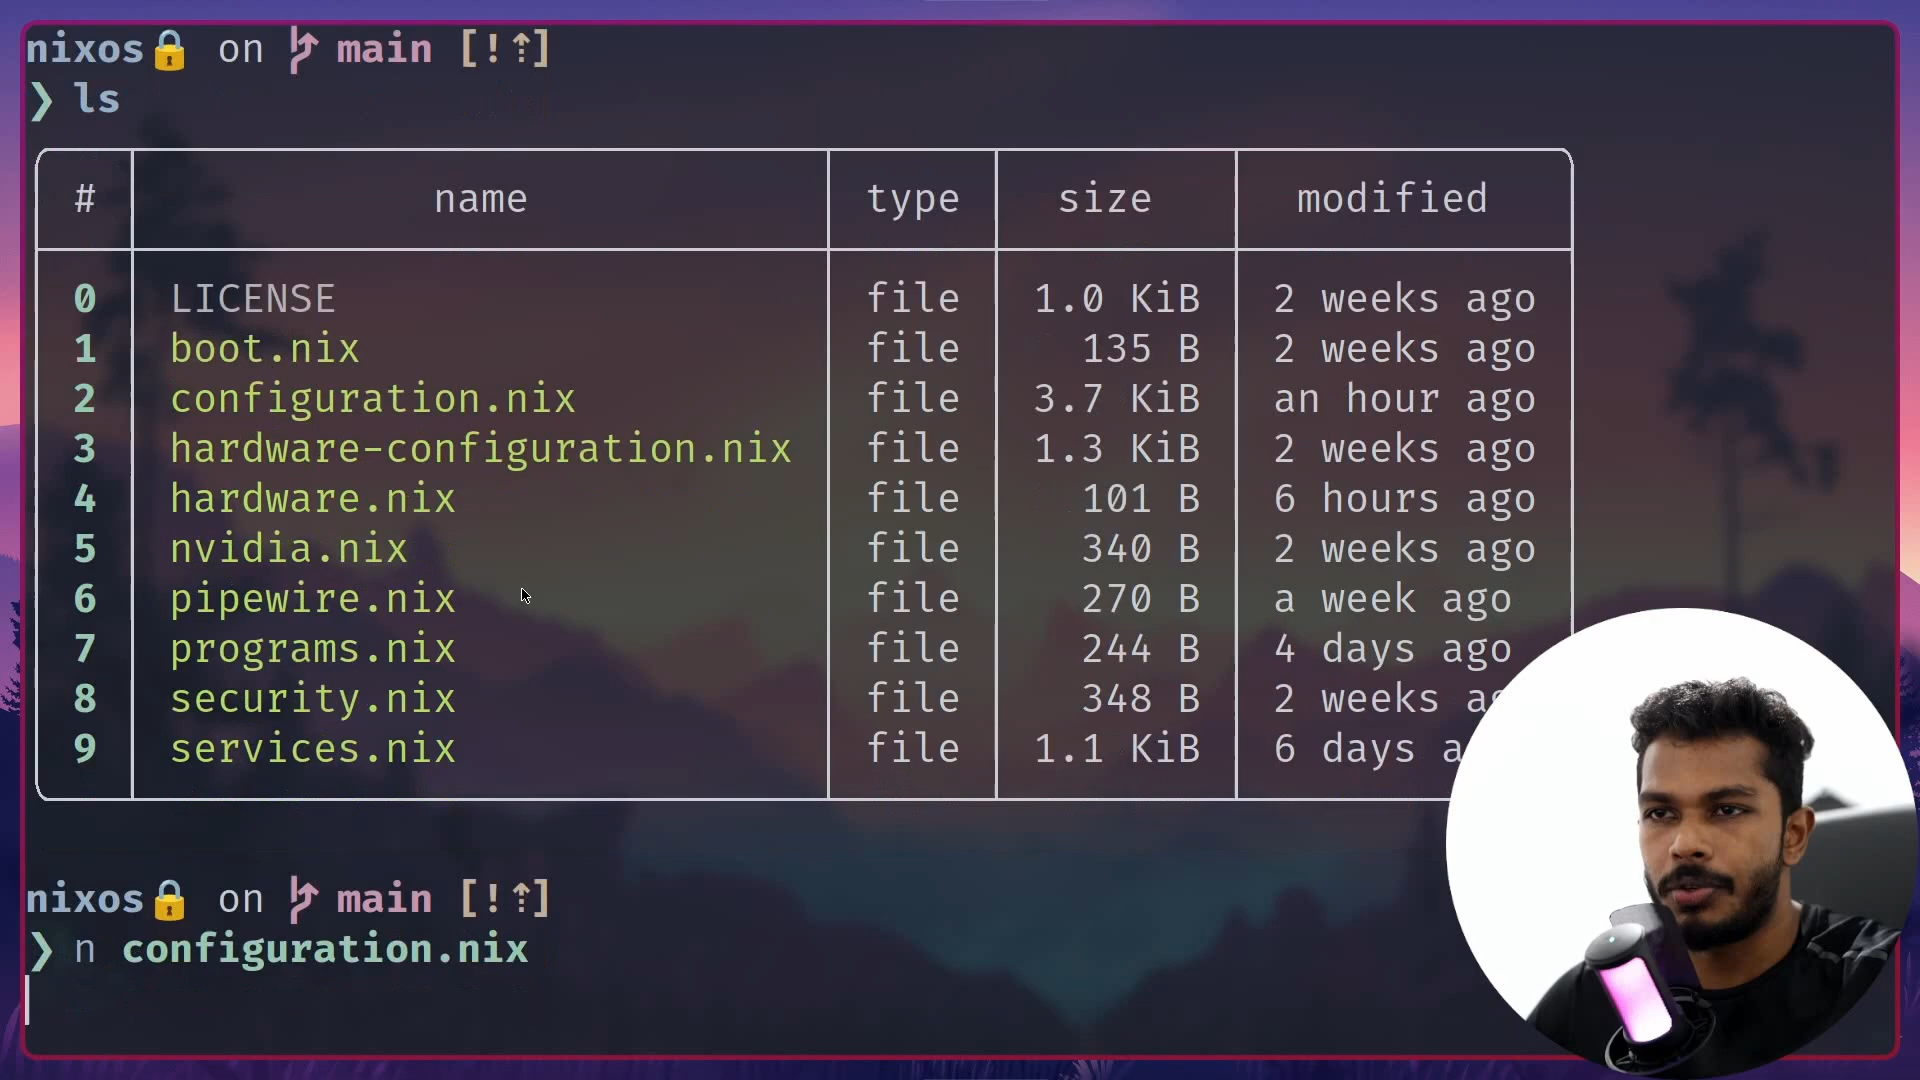 nixos🔒 on main [!⇡]
❯ ls
# name type size modified
0 LICENSE file 1.0 KiB 2 weeks ago
1 boot.nix file 135 B 2 weeks ago
2 configuration.nix file 3.7 KiB an hour ago
3 hardware-configuration.nix file 1.3 KiB 2 weeks ago
4 hardware.nix file 101 B 6 hours ago
5 nvidia.nix file 340 B 2 weeks ago
6 pipewire.nix file 270 B a week ago
7 programs.nix file 244 B 4 days ago
8 security.nix file 348 B 2 weeks
9 services.nix file 1.1 KiB 6 days
nixos🔒 on main [!⇡]
❯ n configuration.nix